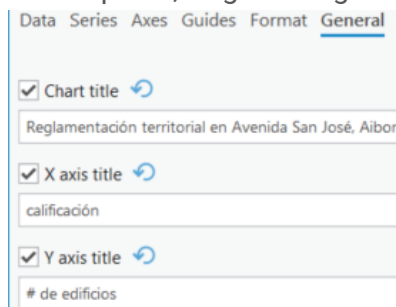 Data Series Axes Guides Format General
Chart title
Reglamentación territorial en Avenida San José,
X axis title
calificación
Y axis title
# de edificios